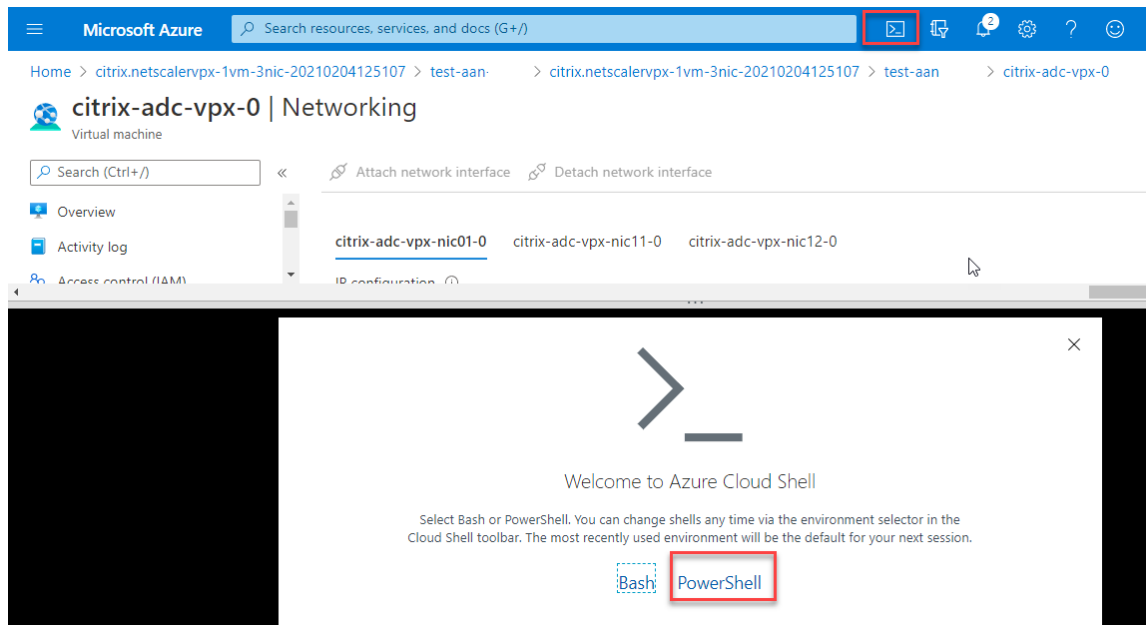 Microsoft Azure
Search resources, services, and docs (G+/)
2
Home > citrix.netscalervpx-1vm-3nic-20210204125107 > test-aan > citrix.netscalervpx-1vm-3nic-20210204125107 > test-aan > citrix-adc-vpx-0
citrix-adc-vpx-0 | Networking
Virtual machine
Search (Ctrl+/)
«
Attach network interface
Detach network interface
Overview
Activity log
Access control (IAM)
citrix-adc-vpx-nic01-0
citrix-adc-vpx-nic11-0
citrix-adc-vpx-nic12-0
IP configuration
Welcome to Azure Cloud Shell
Select Bash or PowerShell. You can change shells any time via the environment selector in the
Cloud Shell toolbar. The most recently used environment will be the default for your next session.
Bash
PowerShell